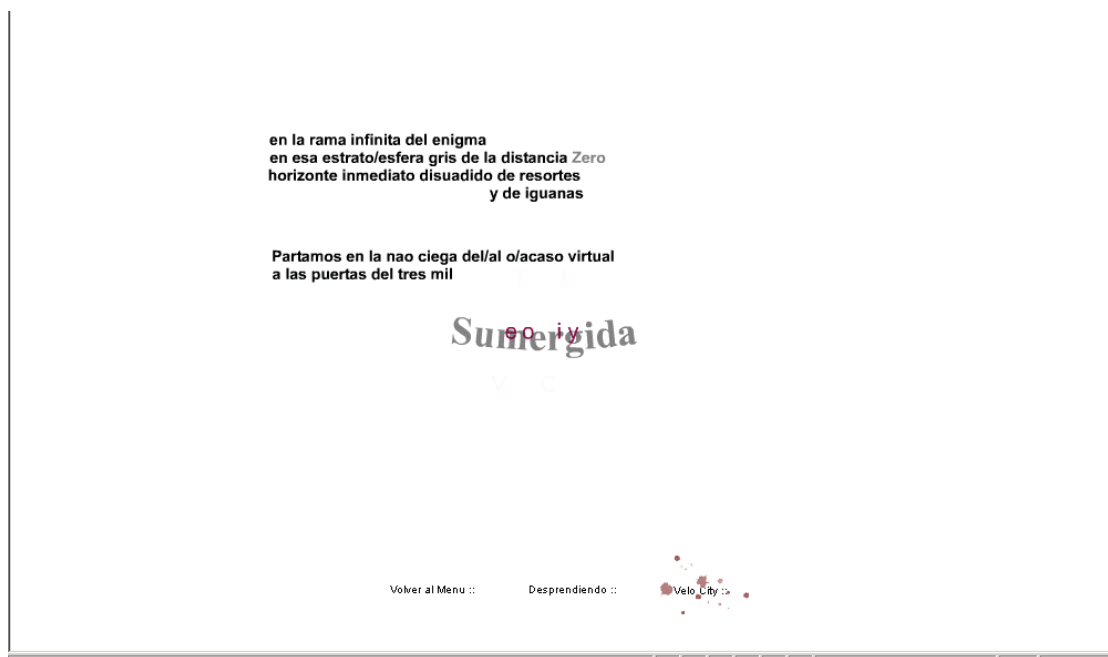 en la rama infinita del enigma
en esa estrato/esfera gris de la distancia Zero
horizonte inmediato disuadido de resortes
y de iguanas
Partamos en la nao ciega del/al o/acaso virtual
a las puertas del tres mil
l t
Sumergida
eo iy
V C
Volver al Menu :: Desprendiendo :: Velo City ::